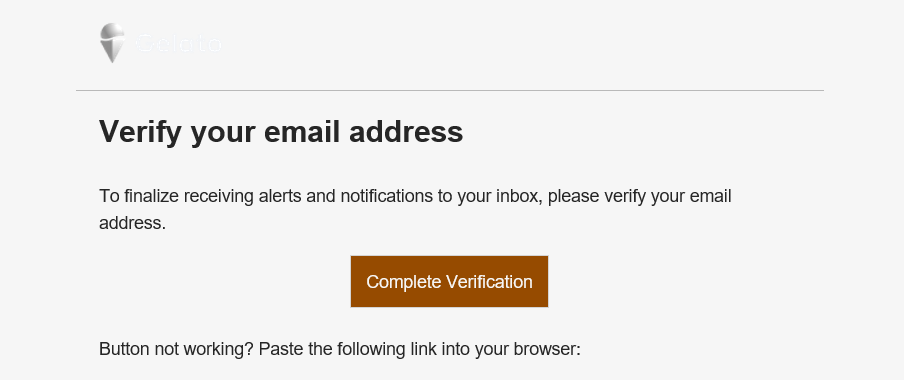 Verify your email address
To finalize receiving alerts and notifications to your inbox, please verify your email
address.
Complete Verification
Button not working? Paste the following link into your browser: